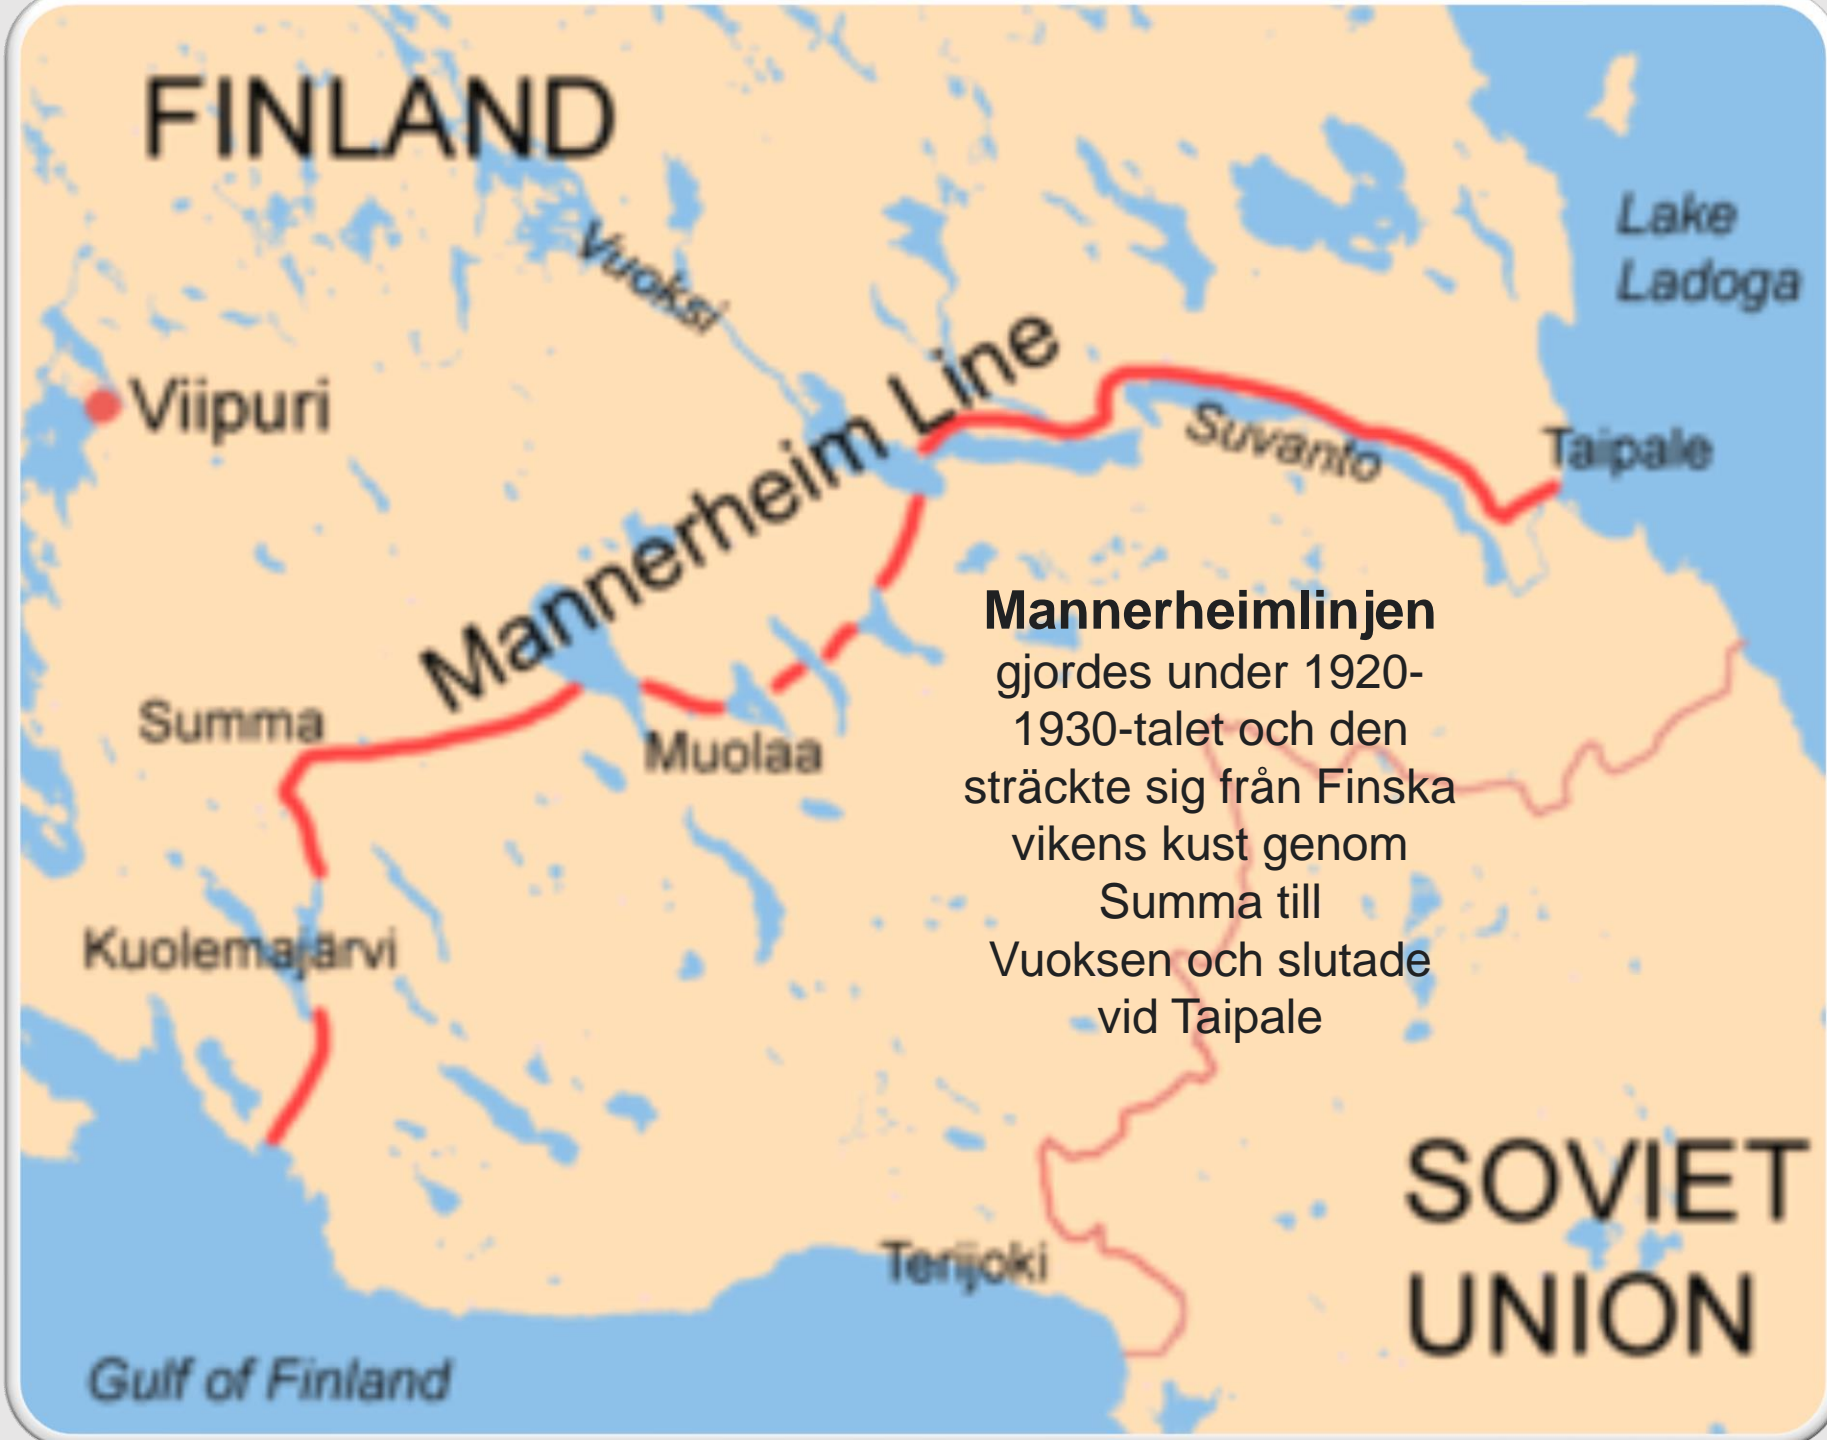 FINLAND
Lake
Ladoga
Vuoksi
Mannerheim Line
Viipuri
Suvanto
Taipale
Mannerheimlinjen
gjordes under 1920-
1930-talet och den
sträckte sig från Finska
vikens kust genom
Summa till
Vuoksen och slutade
vid Taipale
Summa
Muolaa
Kuolemajärvi
SOVIET
UNION
Terijoki
Gulf of Finland